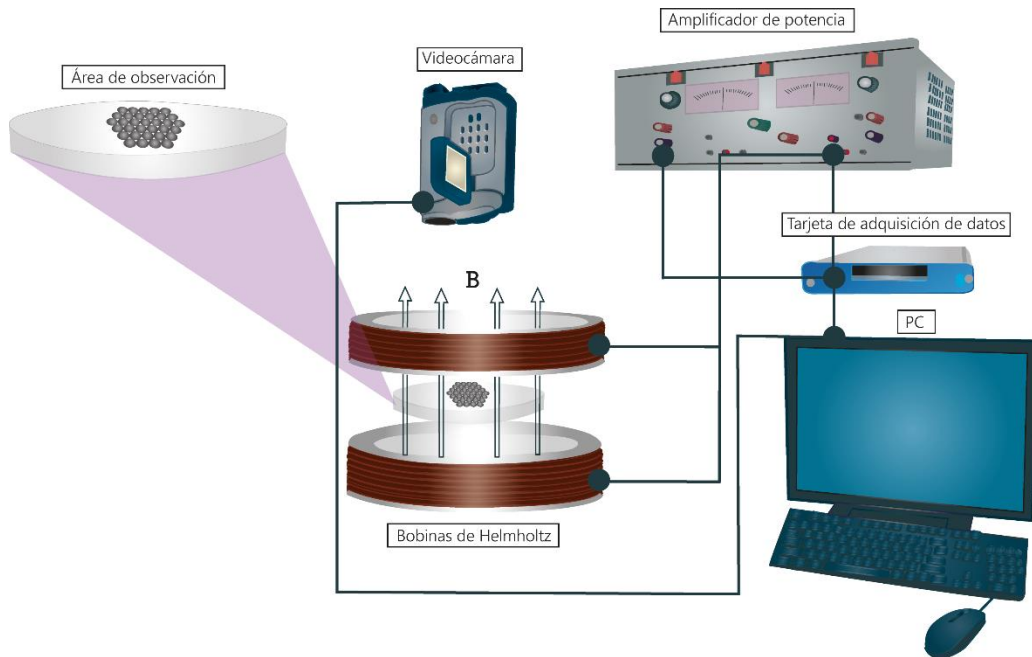 Amplificador de potencia
Videocámara
Área de observación
Tarjeta de adquisición de datos
B
PC
Bobinas de Helmholtz